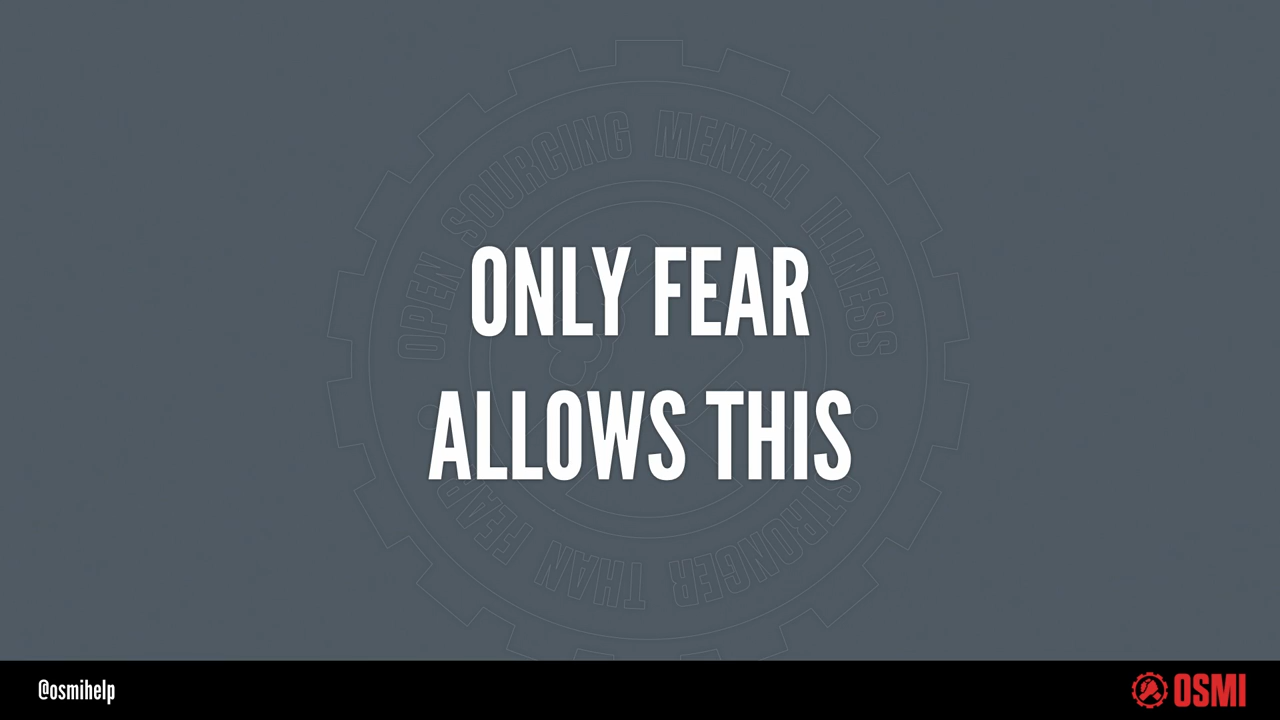 OPEN SOURCING MENTAL ILLNESS
ONLY FEAR
ALLOWS THIS
STRONGER THAN FEAR
@osmihelp
OSMI